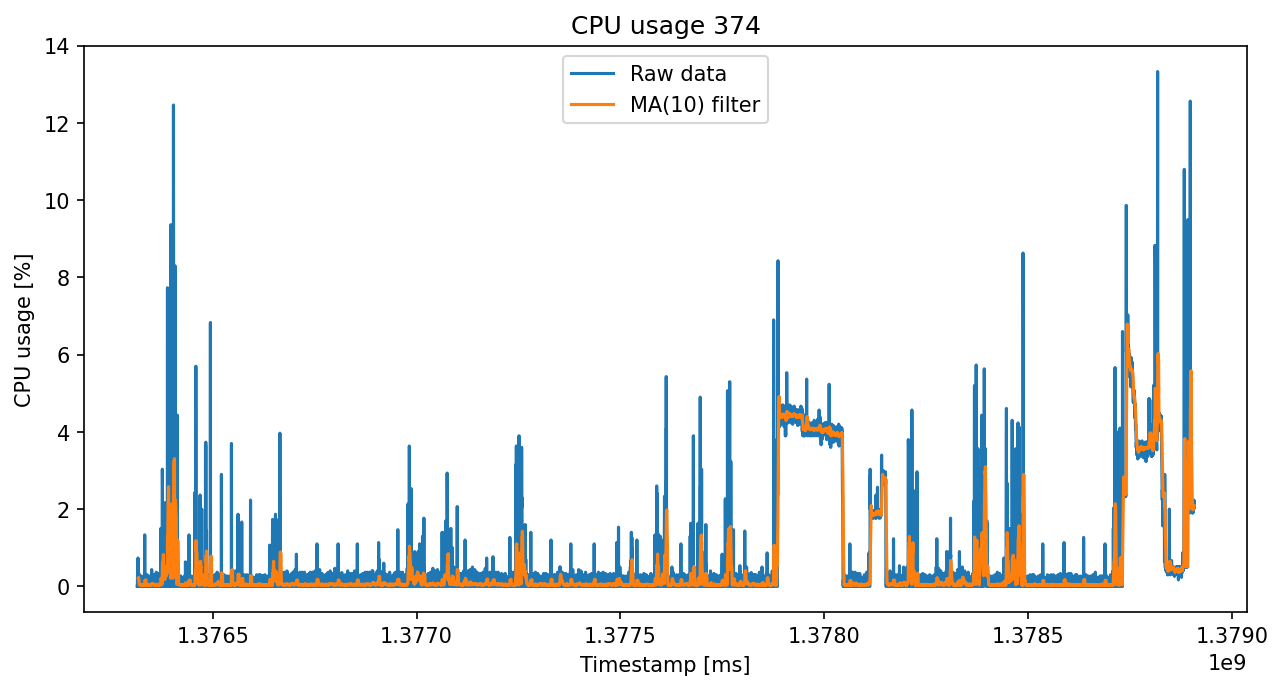 CPU usage 374
Raw data
MA(10) filter
CPU usage [%]
14
12
10
8
6
4
2
0
1.3765
1.3770
1.3775
1.3780
1.3785
1.3790
1e9
Timestamp [ms]